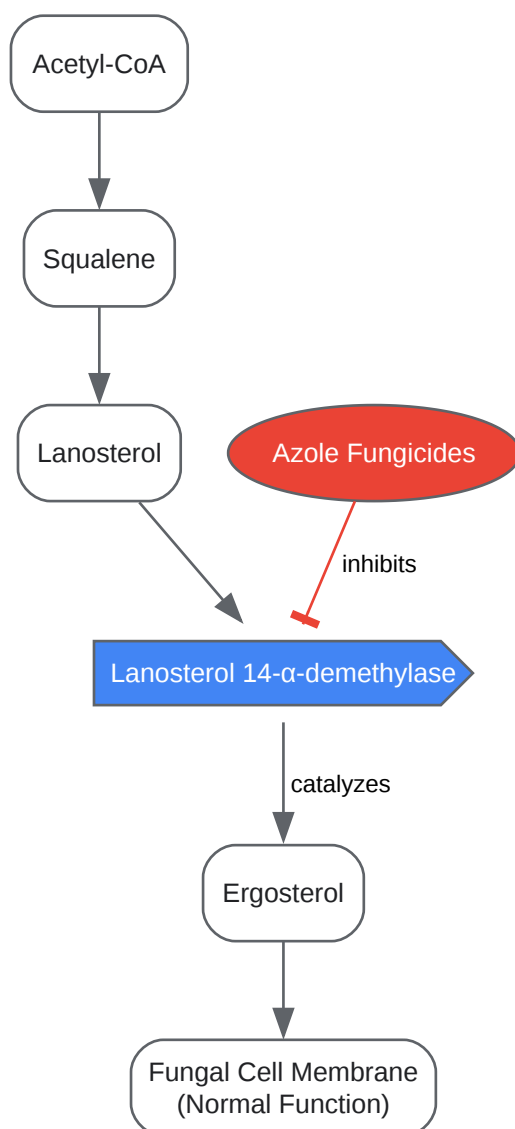 Acetyl-CoA
Squalene
Lanosterol
Azole Fungicides
inhibits
Lanosterol 14-α-demethylase
catalyzes
Ergosterol
Fungal Cell Membrane
(Normal Function)